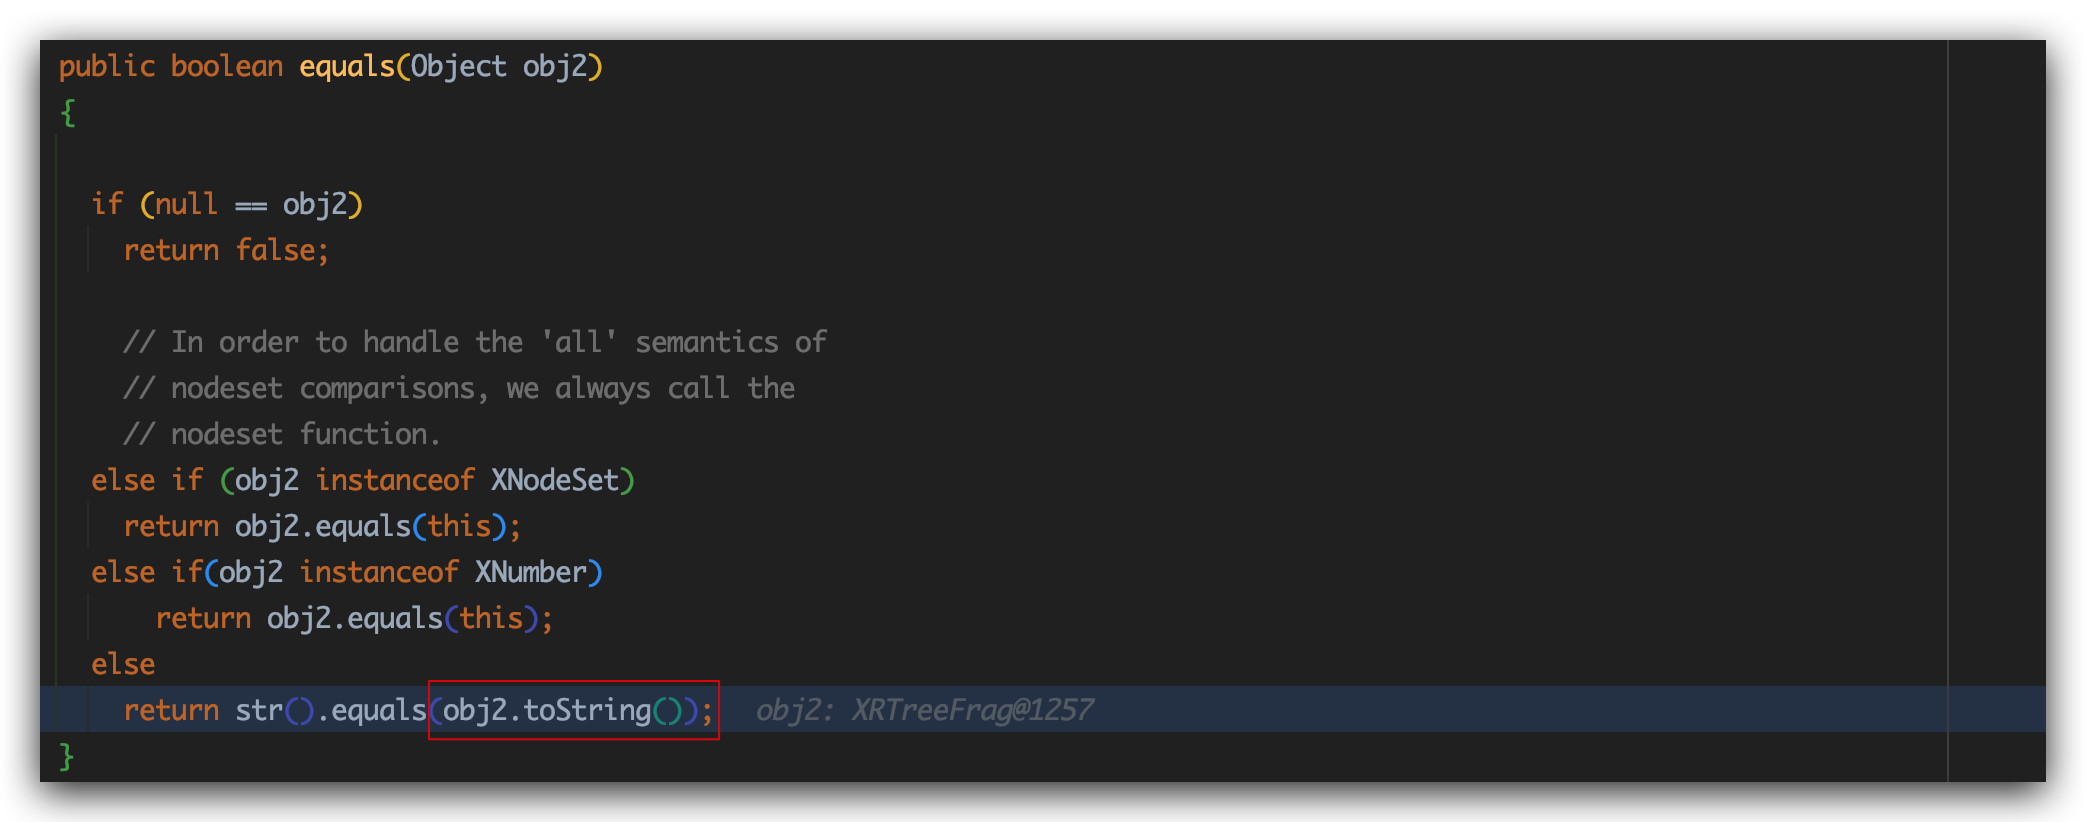 public boolean equals(Object obj2)
{
if (null == obj2)
return false;
// In order to handle the 'all' semantics of
// nodeset comparisons, we always call the
// nodeset function.
else if (obj2 instanceof XNodeSet)
return obj2.equals(this);
else if(obj2 instanceof XNumber)
return obj2.equals(this);
else
return str().equals(obj2.toString()); obj2: XRTreeFrag@1257
}